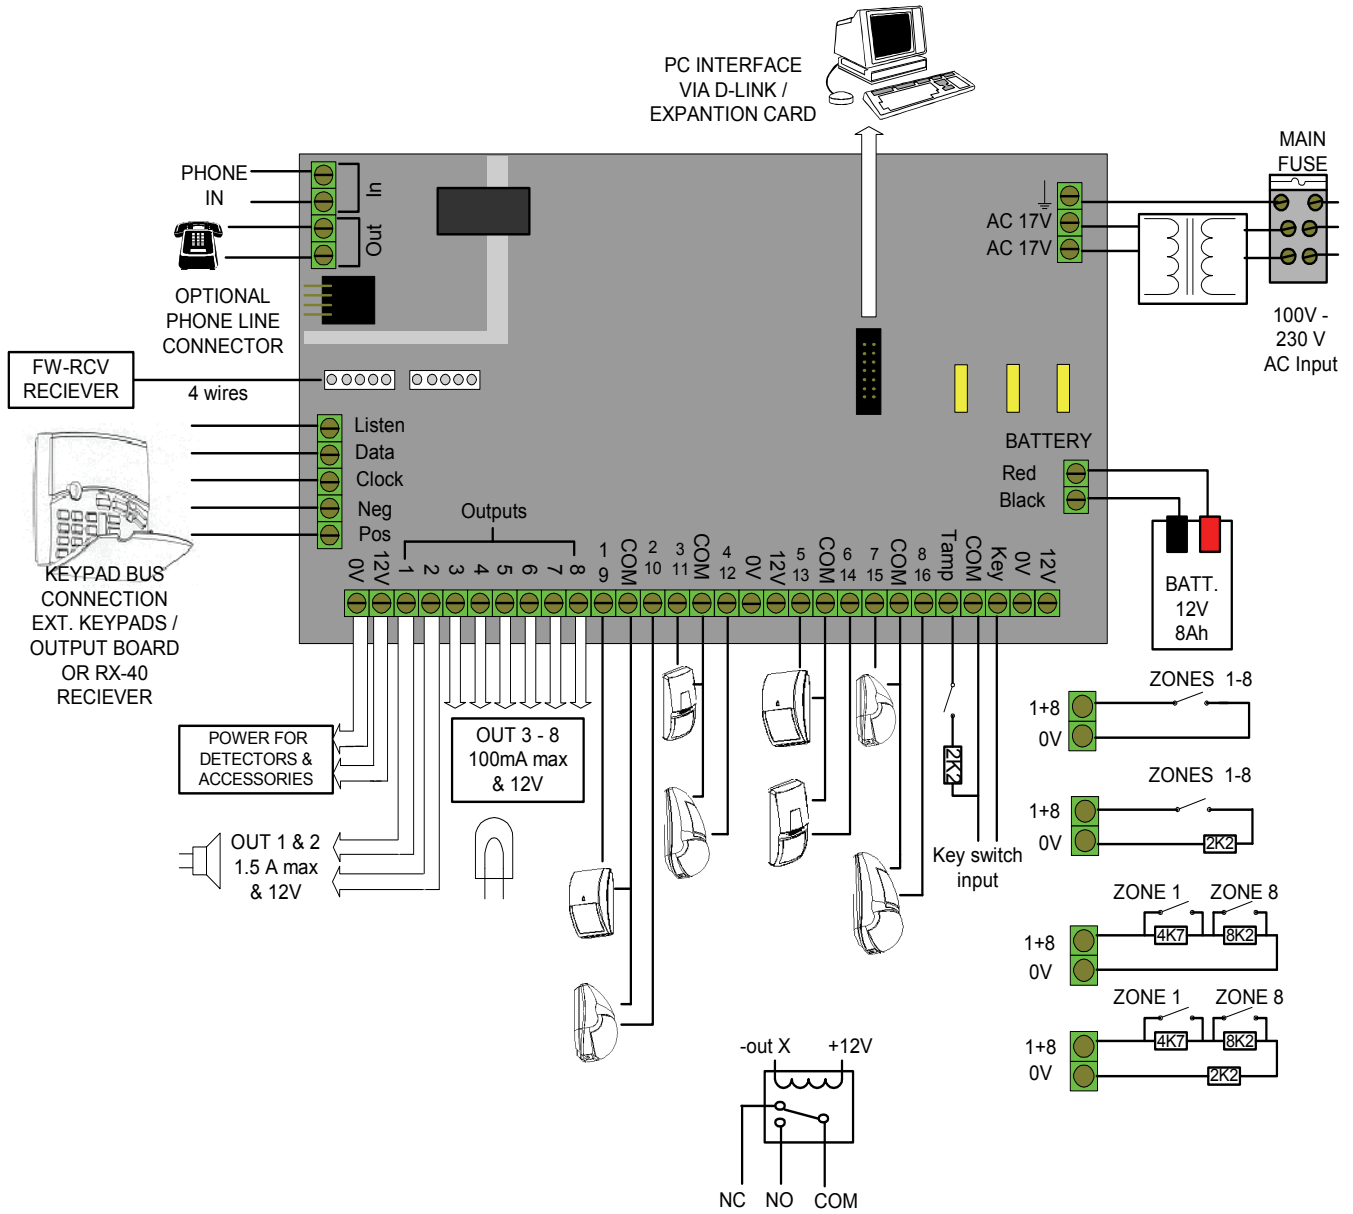 PC INTERFACE
VIA D-LINK /
EXPANTION CARD
MAIN
FUSE
PHONE
IN
In
Out
AC 17V
AC 17V
100V -
230 V
AC Input
OPTIONAL
PHONE LINE
CONNECTOR
FW-RCV
RECIEVER
4 wires
Listen
Data
Clock
Neg
Pos
BATTERY
Red
Black
BATT.
12V
8Ah
KEYPAD BUS
CONNECTION
EXT. KEYPADS /
OUTPUT BOARD
OR RX-40
RECIEVER
Outputs
0V
12V
1
2
3
4
5
6
7
8
1
9
COM
2
10
3
11
COM
4
12
0V
12V
5
13
COM
6
14
7
15
COM
8
16
Tamp
COM
Key
0V
12V
POWER FOR
DETECTORS &
ACCESSORIES
OUT 3 - 8
100mA max
& 12V
OUT 1 & 2
1.5 A max
& 12V
2K2
Key switch
input
ZONES 1-8
1+8
0V
ZONES 1-8
1+8
0V
2K2
ZONE 1 ZONE 8
1+8
4K7 8K2
0V
ZONE 1 ZONE 8
1+8
4K7 8K2
0V
2K2
-out X +12V
NC NO COM